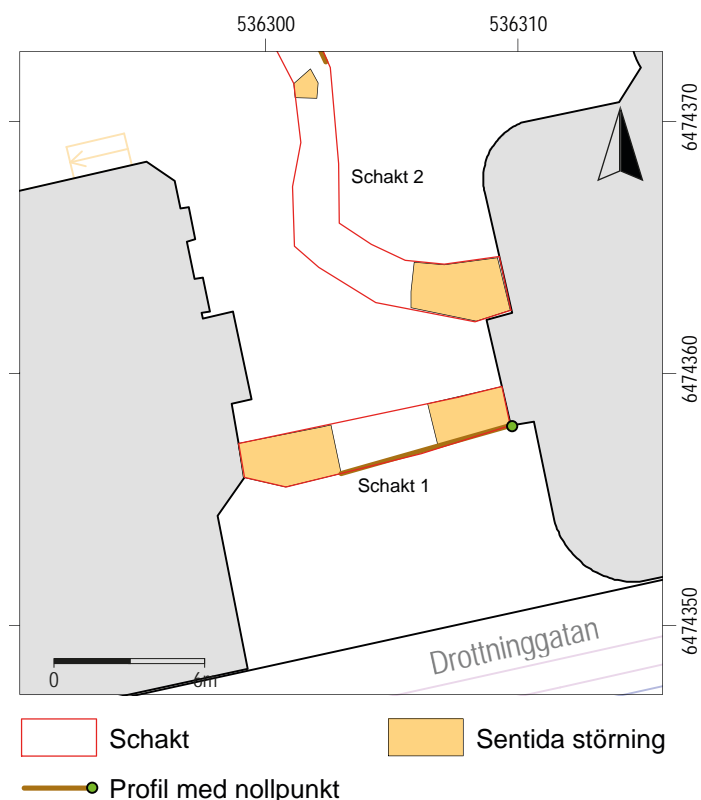 536300 536310
6474370
Schakt 2
6474360
Schakt 1
6474350
Drottninggatan
0 6m
Schakt Sentida störning
Profil med nollpunkt